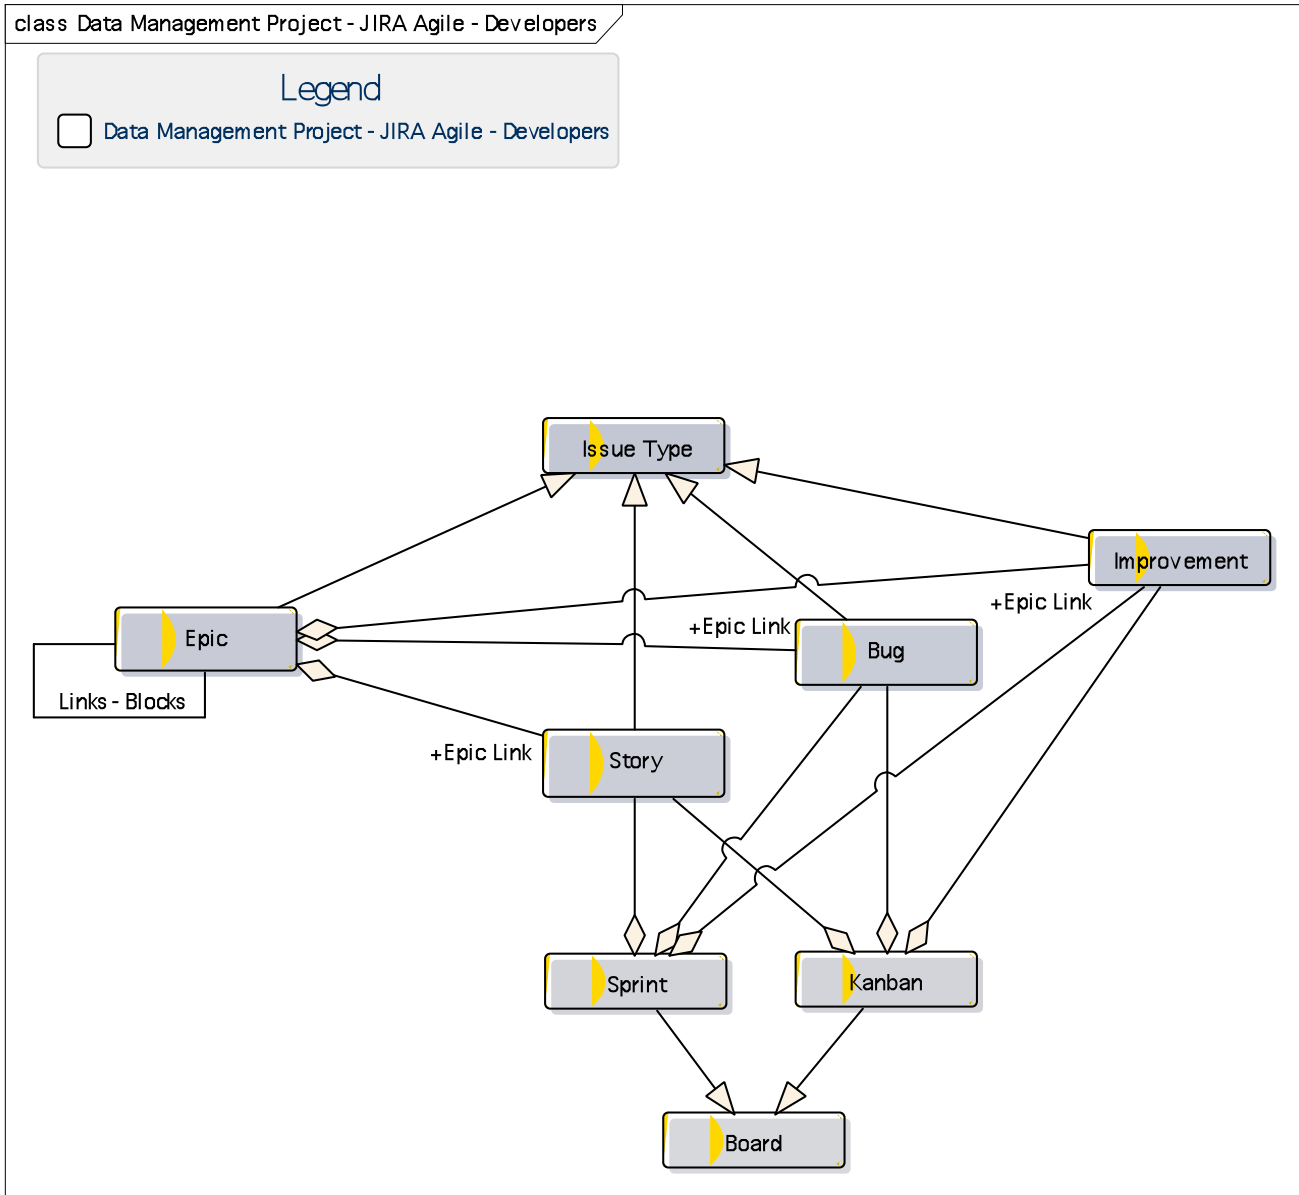 class Data Management Project - JIRA Agile - Developers
Legend
Data Management Project - JIRA Agile - Developers
Issue Type
Improvement
+Epic Link
+Epic Link
Epic
Bug
Links - Blocks
+Epic Link
Story
Sprint
Kanban
Board